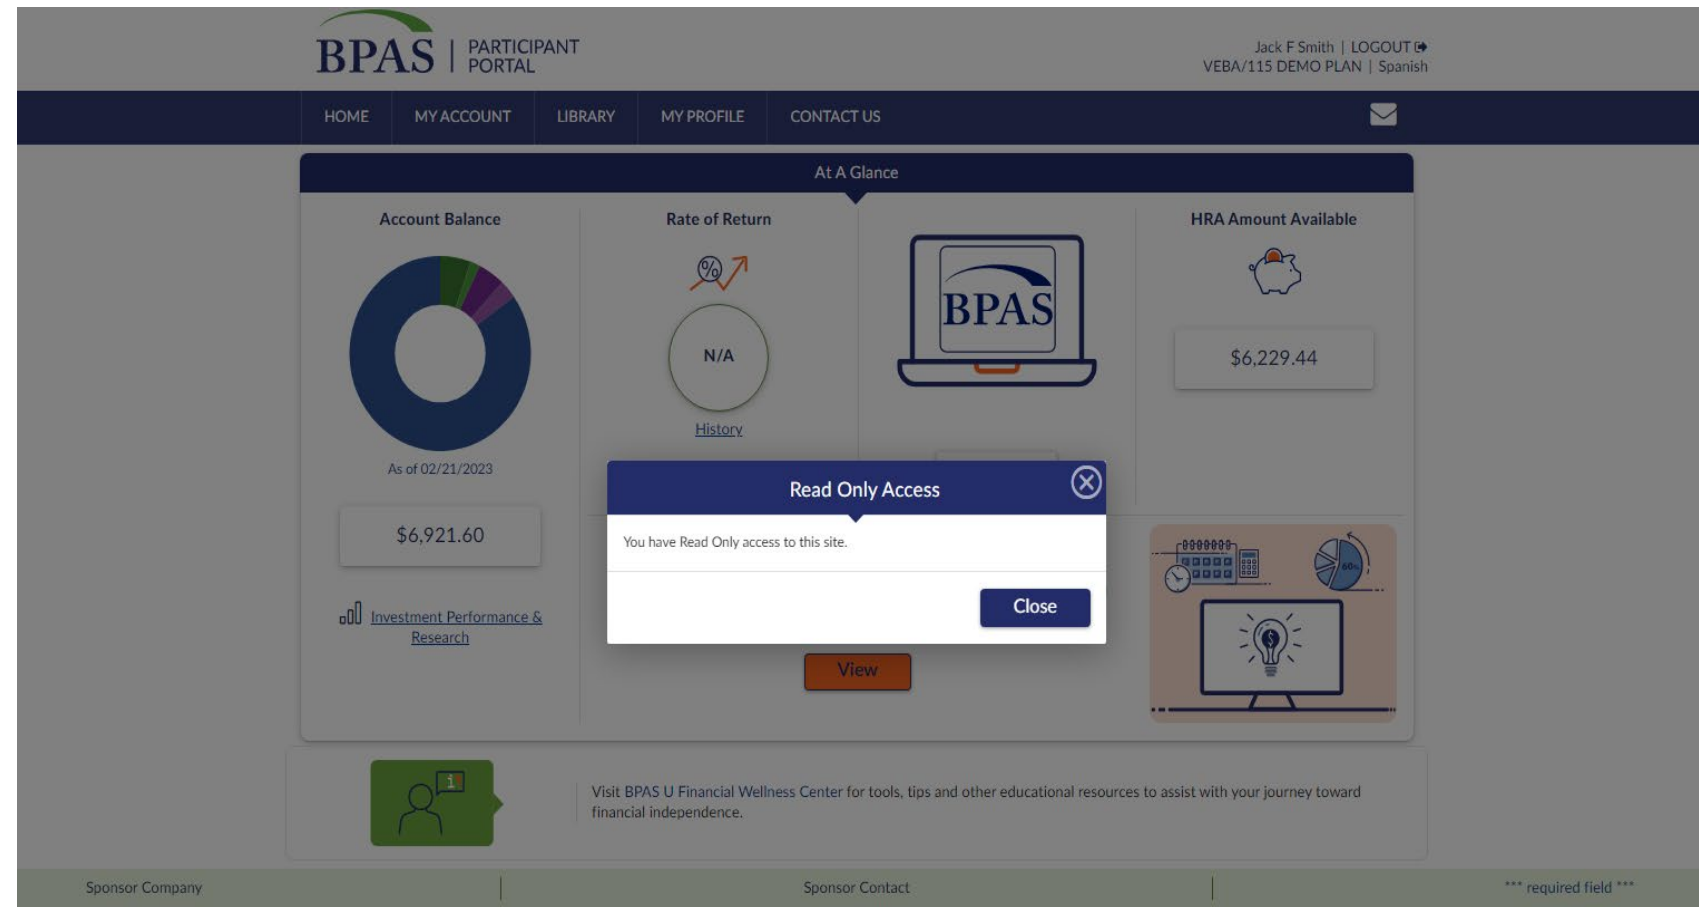 BPAS | PARTICIPANT
PORTAL
Jack F Smith | LOGOUT
VEBA/115 DEMO PLAN | Spanish
HOME MY ACCOUNT LIBRARY MY PROFILE CONTACT US
At A Glance
Account Balance
Rate of Return
HRA Amount Available
%
BPAS
N/A
$6,229.44
History
As of 02/21/2023
$6,921.60
Investment Performance &
Research
Read Only Access
You have Read Only access to this site.
Close
View
60%
$
i
Visit BPAS U Financial Wellness Center for tools, tips and other educational resources to assist with your journey toward
financial independence.
Sponsor Company | Sponsor Contact | *** required field ***